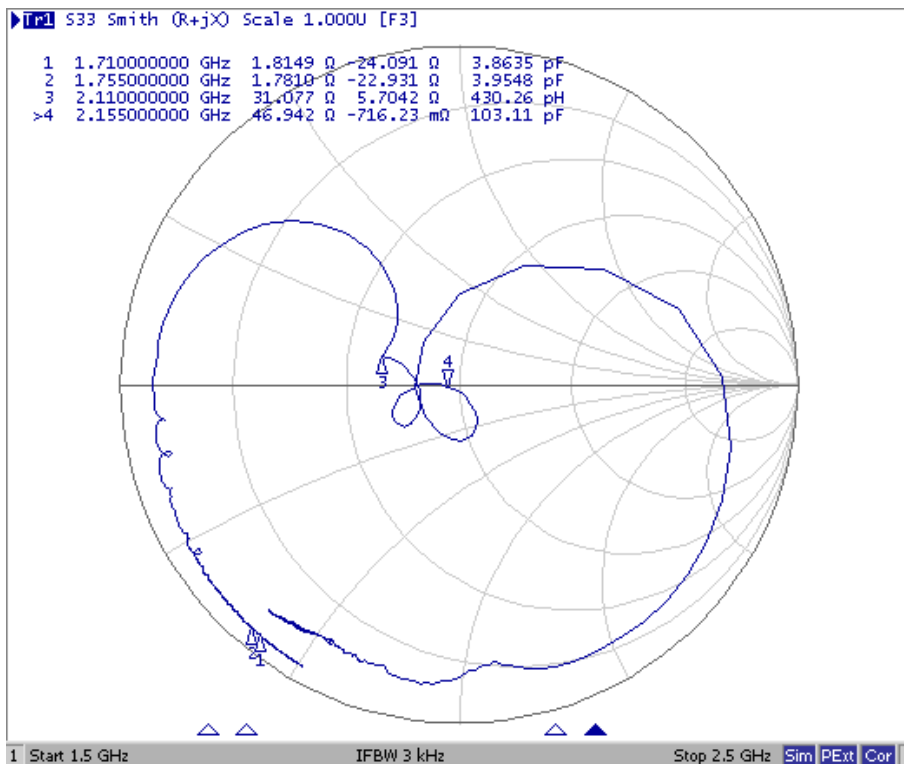 Tr1 S33 Smith (R+jX) Scale 1.000U [F3]
1 1.710000000 GHz 1.8149 Ω -24.091 Ω 3.8635 pF
2 1.755000000 GHz 1.7810 Ω -22.931 Ω 3.9548 pF
3 2.110000000 GHz 31.077 Ω 5.7042 Ω 430.26 pH
>4 2.155000000 GHz 46.942 Ω -716.23 mΩ 103.11 pF
4
3
2 1
1 Start 1.5 GHz IFBW 3 kHz Stop 2.5 GHz Sim PExt Cor